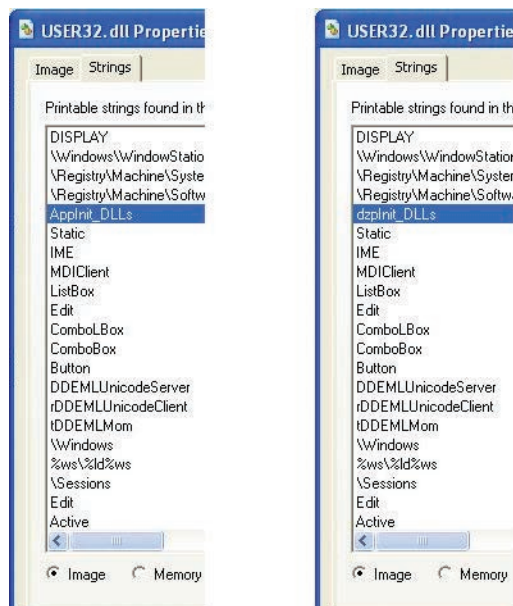 USER32.dll Propertie
Image Strings
Printable strings found in th
DISPLAY
\Windows\WindowStatio
\Registry\Machine\Syste
\Registry\Machine\Softw
AppInit_DLLs
Static
IME
MDIClient
ListBox
Edit
ComboLBox
ComboBox
Button
DDEMLUnicodeServer
rDDEMLUnicodeClient
tDDEMLMom
\Windows
%ws\%ld%ws
\Sessions
Edit
Active
Image Memory
USER32.dll Propertie
Image Strings
Printable strings found in th
DISPLAY
\Windows\WindowStation
\Registry\Machine\System
\Registry\Machine\Softwa
dzpInit_DLLs
Static
IME
MDIClient
ListBox
Edit
ComboLBox
ComboBox
Button
DDEMLUnicodeServer
rDDEMLUnicodeClient
tDDEMLMom
\Windows
%ws\%ld%ws
\Sessions
Edit
Active
Image Memory